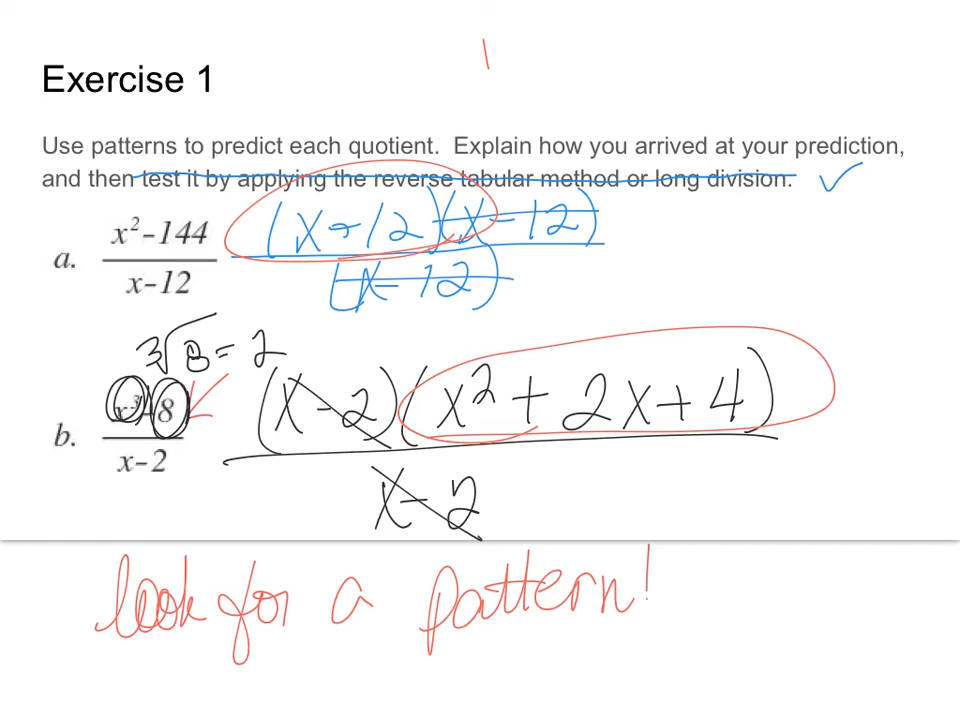 Exercise 1
Use patterns to predict each quotient. Explain how you arrived at your prediction,
and then test it by applying the reverse tabular method or long division. ✓
a. x²–144 / x–12
(x+12)(x-12) / (x-12)
∛8 = 2
b. x³–8 / x–2
(x-2)(x²+2x+4) / x-2
look for a pattern!